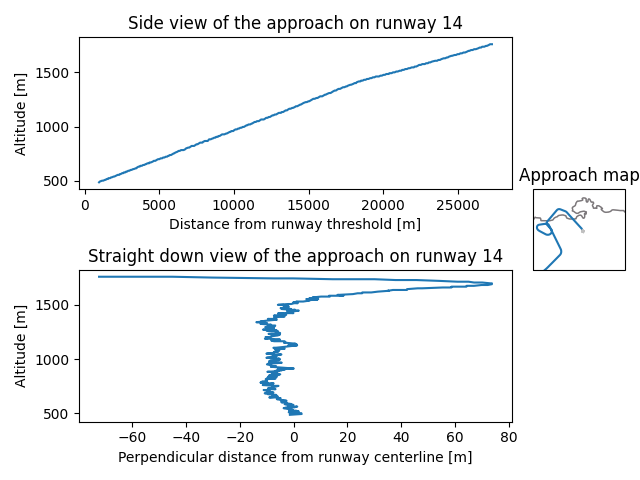 Side view of the approach on runway 14
Altitude [m]
1500
1000
500
0 5000 10000 15000 20000 25000
Distance from runway threshold [m]
Approach map
Straight down view of the approach on runway 14
Altitude [m]
1500
1000
500
−60 −40 −20 0 20 40 60 80
Perpendicular distance from runway centerline [m]